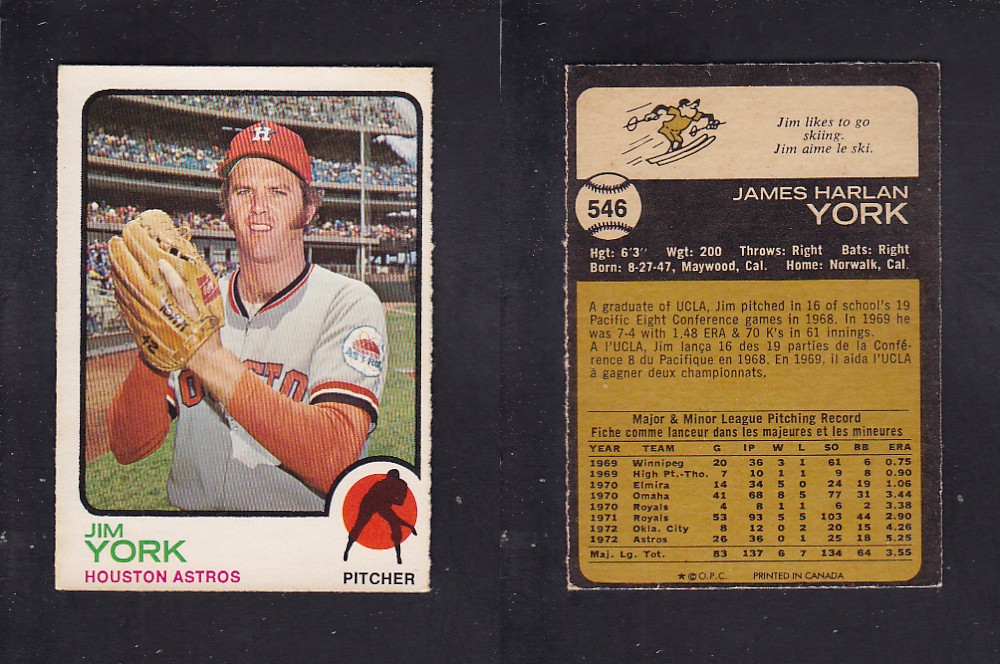 H
ASTROS
JIM
YORK
HOUSTON ASTROS
PITCHER
Jim likes to go
skiing.
Jim aime le ski.
546
JAMES HARLAN
YORK
Hgt: 6'3" Wgt: 200 Throws: Right Bats: Right
Born: 8-27-47, Maywood, Cal. Home: Norwalk, Cal.
A graduate of UCLA, Jim pitched in 16 of school's 19
Pacific Eight Conference games in 1968. In 1969 he
was 7-4 with 1.48 ERA & 70 K's in 61 innings.
A l'UCLA, Jim lança 16 des 19 parties de la Confé-
rence 8 du Pacifique en 1968. En 1969, il aida l'UCLA
à gagner deux championnats.
Major & Minor League Pitching Record
Fiche comme lanceur dans les majeures et les mineures
YEAR TEAM G IP W L SO BB ERA
1969 Winnipeg 20 36 3 1 61 6 0.75
1969 High Pt.-Tho. 7 10 1 1 9 8 0.90
1970 Elmira 14 34 5 0 24 19 1.06
1970 Omaha 41 68 8 5 77 31 3.44
1970 Royals 4 8 1 1 6 2 3.38
1971 Royals 53 93 5 5 103 44 2.90
1972 Okla. City 8 12 0 2 20 15 4.26
1972 Astros 26 36 0 1 25 18 5.25
Maj. Lg. Tot. 83 137 6 7 134 64 3.55
★ © O.P.C. PRINTED IN CANADA